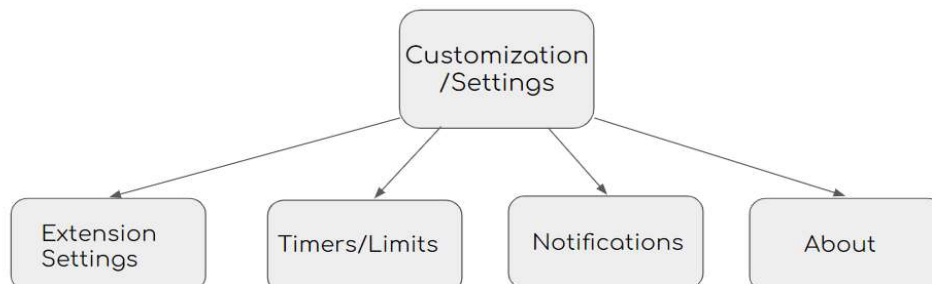 Customization
/Settings
Extension
Settings
Timers/Limits
Notifications
About